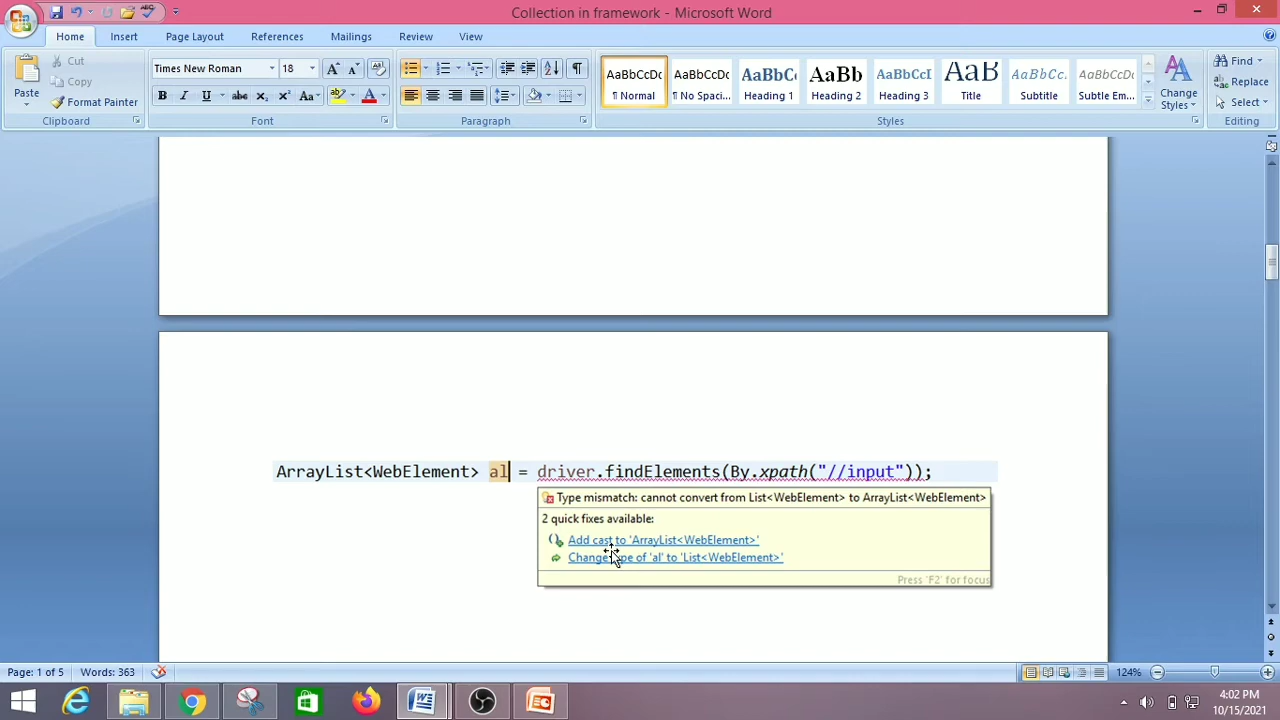 Collection in framework - Microsoft Word
Home Insert Page Layout References Mailings Review View
Paste
Cut
Copy
Format Painter
Clipboard
Times New Roman 18
Font
Paragraph
AaBbCcDc AaBbCcDc AaBbC AaBb AaBbCcI AaB AaBbCc. AaBbCcDc
¶ Normal ¶ No Spaci... Heading 1 Heading 2 Heading 3 Title Subtitle Subtle Em...
Change Styles
Styles
Find
Replace
Select
Editing
ArrayList<WebElement> al = driver.findElements(By.xpath("//input"));
Type mismatch: cannot convert from List<WebElement> to ArrayList<WebElement>
2 quick fixes available:
Add cast to 'ArrayList<WebElement>'
Change type of 'al' to 'List<WebElement>'
Press 'F2' for focus
Page: 1 of 5 Words: 363 124%
4:02 PM
10/15/2021